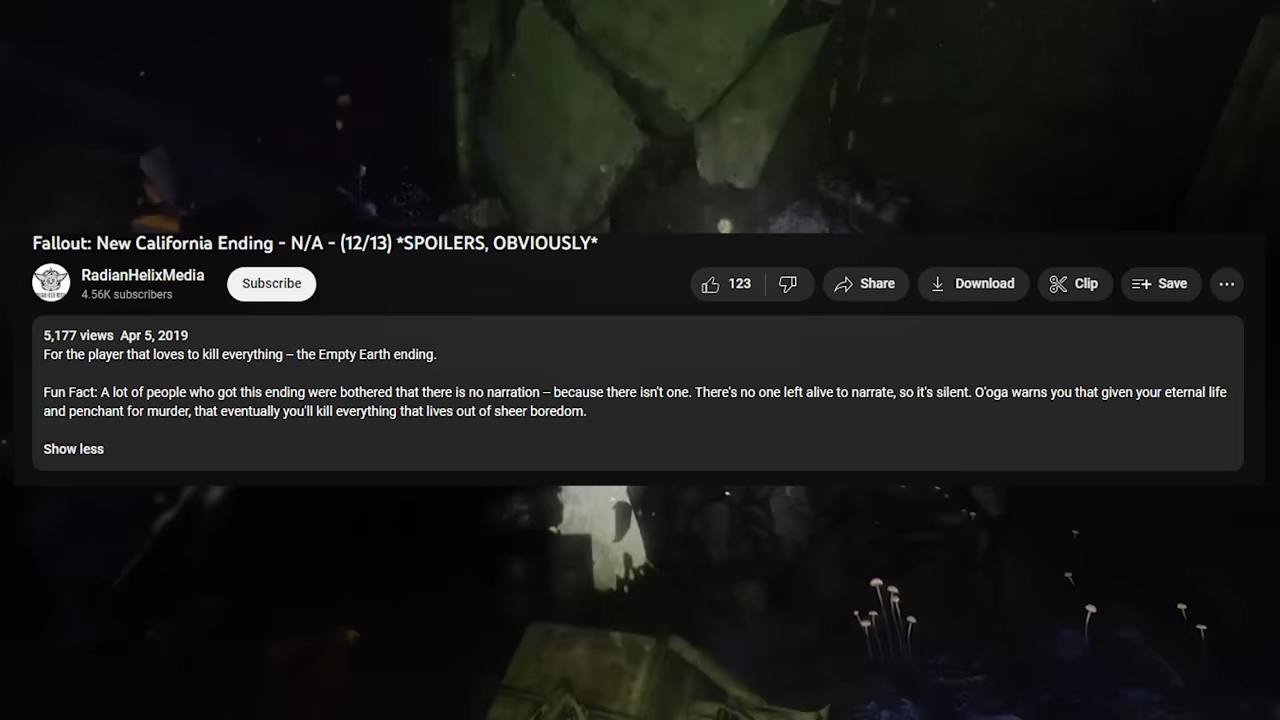 Fallout: New California Ending - N/A - (12/13) *SPOILERS, OBVIOUSLY*
RadianHelixMedia
4.56K subscribers
Subscribe
123
Share
Download
Clip
Save
5,177 views Apr 5, 2019
For the player that loves to kill everything – the Empty Earth ending.
Fun Fact: A lot of people who got this ending were bothered that there is no narration – because there isn't one. There's no one left alive to narrate, so it's silent. O'oga warns you that given your eternal life
and penchant for murder, that eventually you'll kill everything that lives out of sheer boredom.
Show less